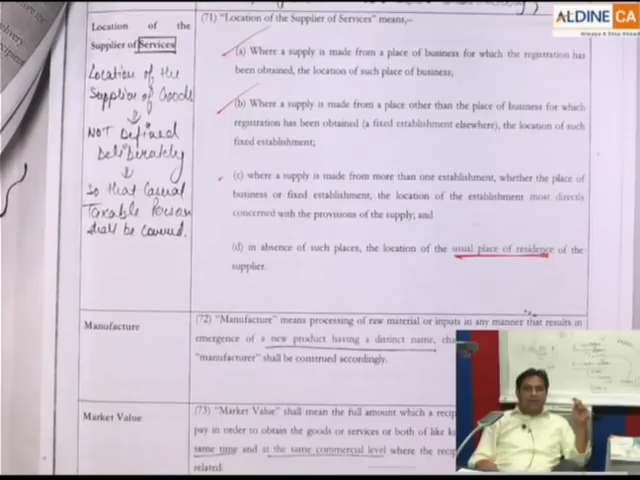 Location of the
Supplier of Services
Location of the
Supplier of Goods
NOT Defined
Deliberately
So that Casual
Taxable Person
shall be covered.
(71) "Location of the Supplier of Services" means,-
(a) Where a supply is made from a place of business for which the registration has
been obtained, the location of such place of business;
(b) Where a supply is made from a place other than the place of business for which
registration has been obtained (a fixed establishment elsewhere), the location of such
fixed establishment;
(c) where a supply is made from more than one establishment, whether the place of
business or fixed establishment, the location of the establishment most directly
concerned with the provisions of the supply; and
(d) in absence of such places, the location of the usual place of residence of the
supplier.
Manufacture
(72) "Manufacture" means processing of raw material or inputs in any manner that results in
emergence of a new product having a distinct name,
"manufacturer" shall be construed accordingly.
Market Value
(73) "Market Value" shall mean the full amount which a
pay in order to obtain the goods or services or both of like
same time and at the same commercial level where the
related.
ALDINE CA
Always A Step Ahead